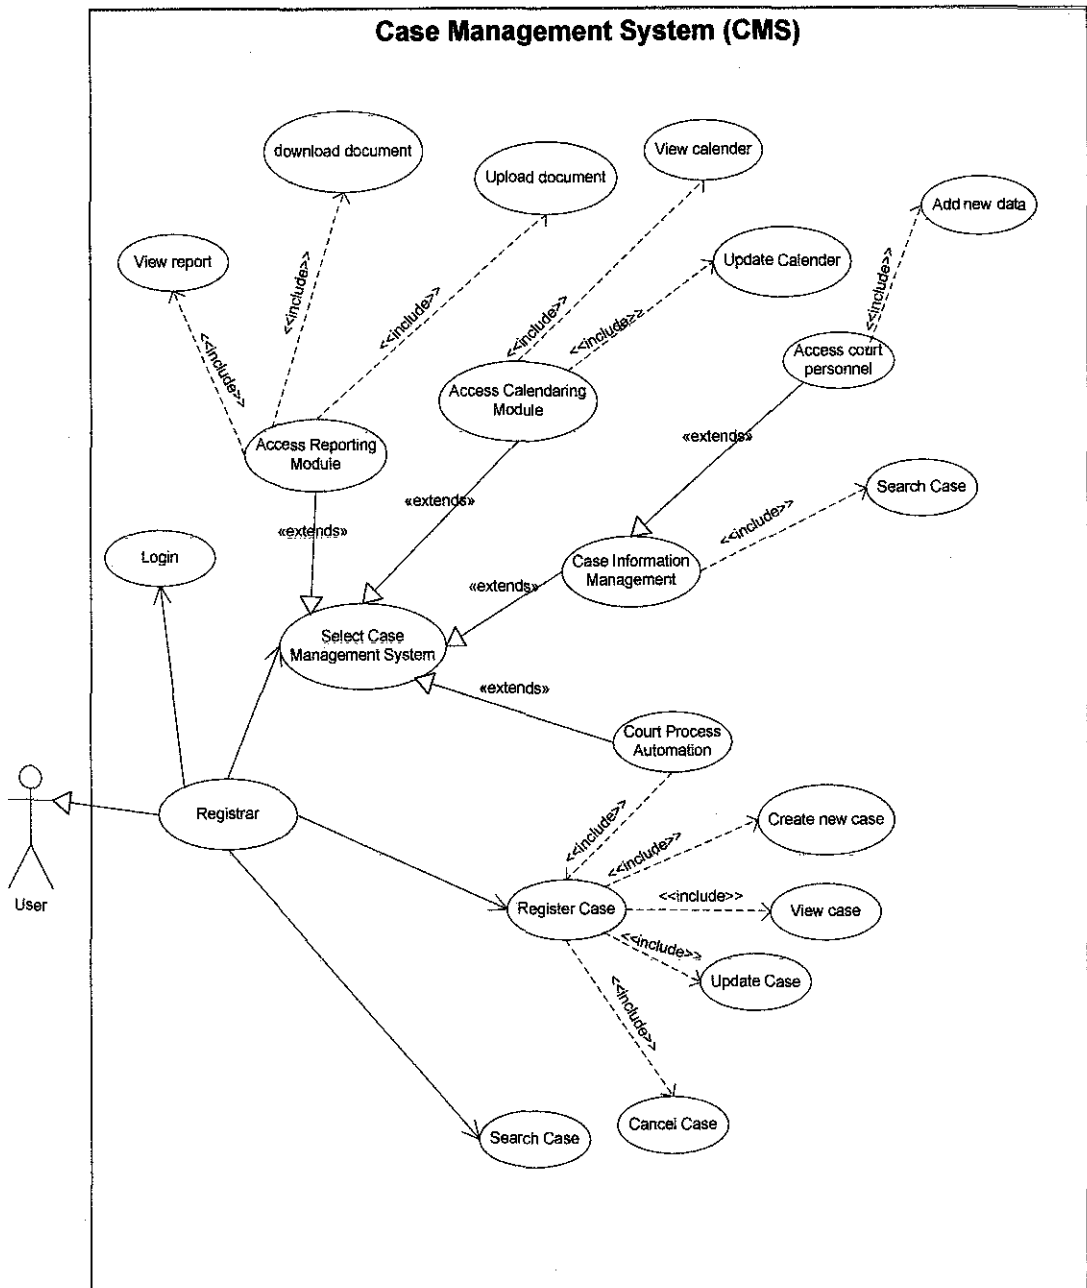 Case Management System (CMS)
download document
View calender
Upload document
Add new data
View report
Update Calender
<<include>>
<<include>>
<<include>>
<<include>>
<<include>>
<<include>>
Access court
personnel
Access Calendaring
Module
Access Reporting
Module
«extends»
«extends»
«extends»
Search Case
<<include>>
Login
Case Information
Management
«extends»
Select Case
Management System
«extends»
Court Process
Automation
Registrar
<<include>>
Create new case
<<include>>
User
Register Case
<<include>>
View case
<<include>>
Update Case
<<include>>
Search Case
Cancel Case